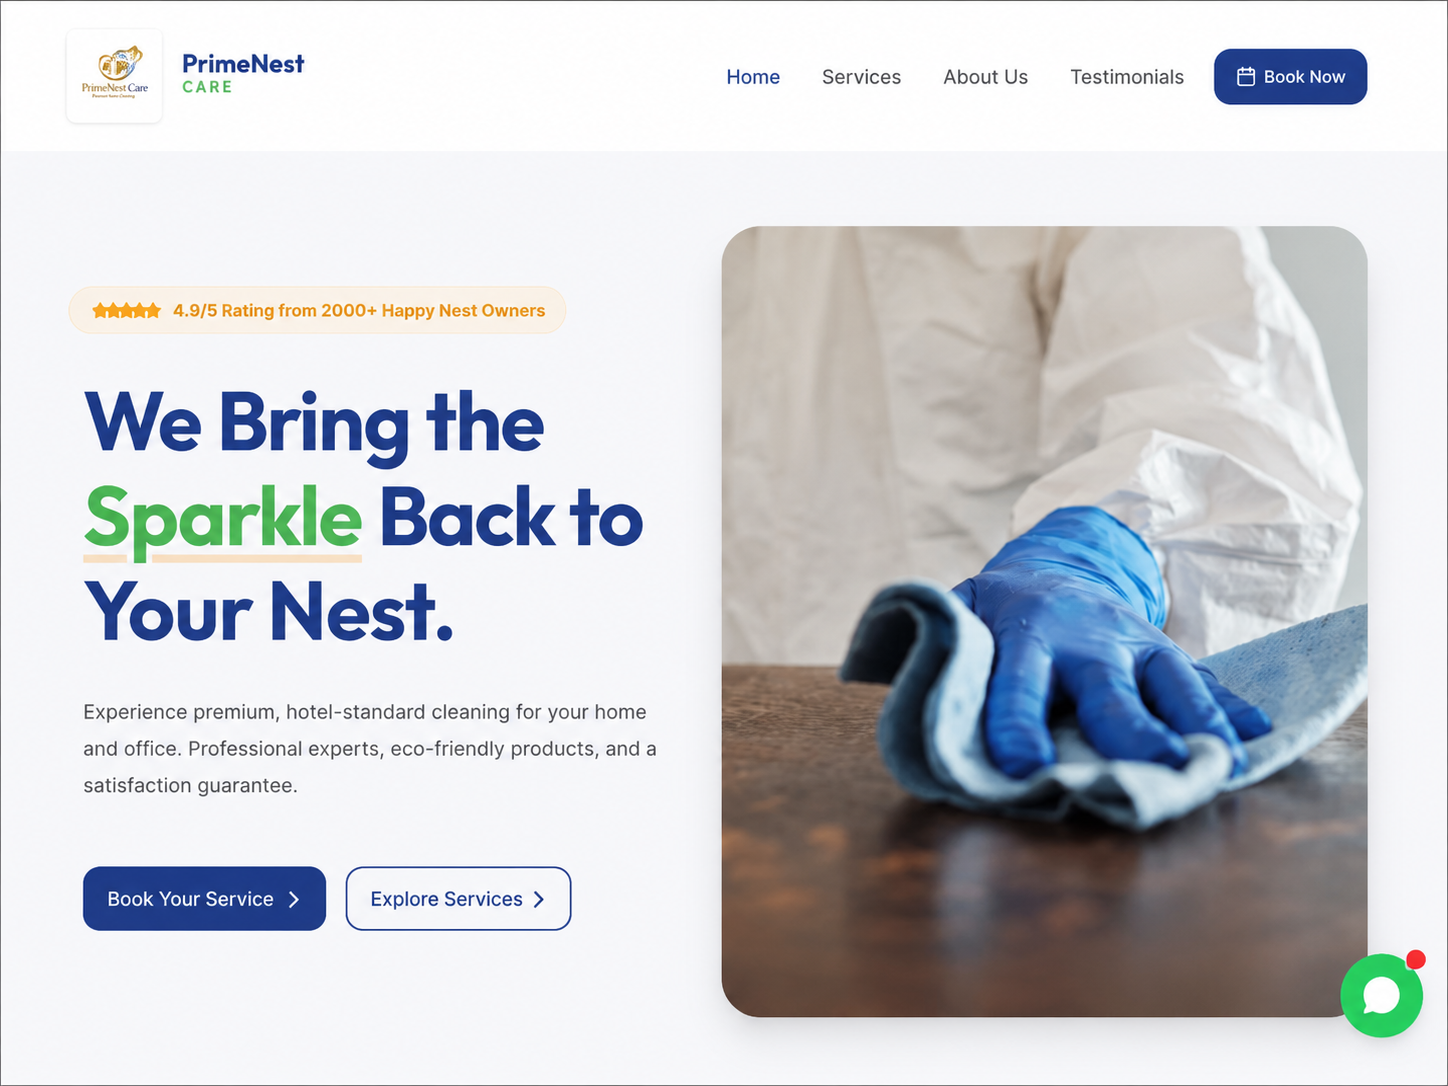 PrimeNest Care
PrimeNest
CARE
Home
Services
About Us
Testimonials
Book Now
4.9/5 Rating from 2000+ Happy Nest Owners
We Bring the
Sparkle Back to
Your Nest.
Experience premium, hotel-standard cleaning for your home
and office. Professional experts, eco-friendly products, and a
satisfaction guarantee.
Book Your Service
Explore Services